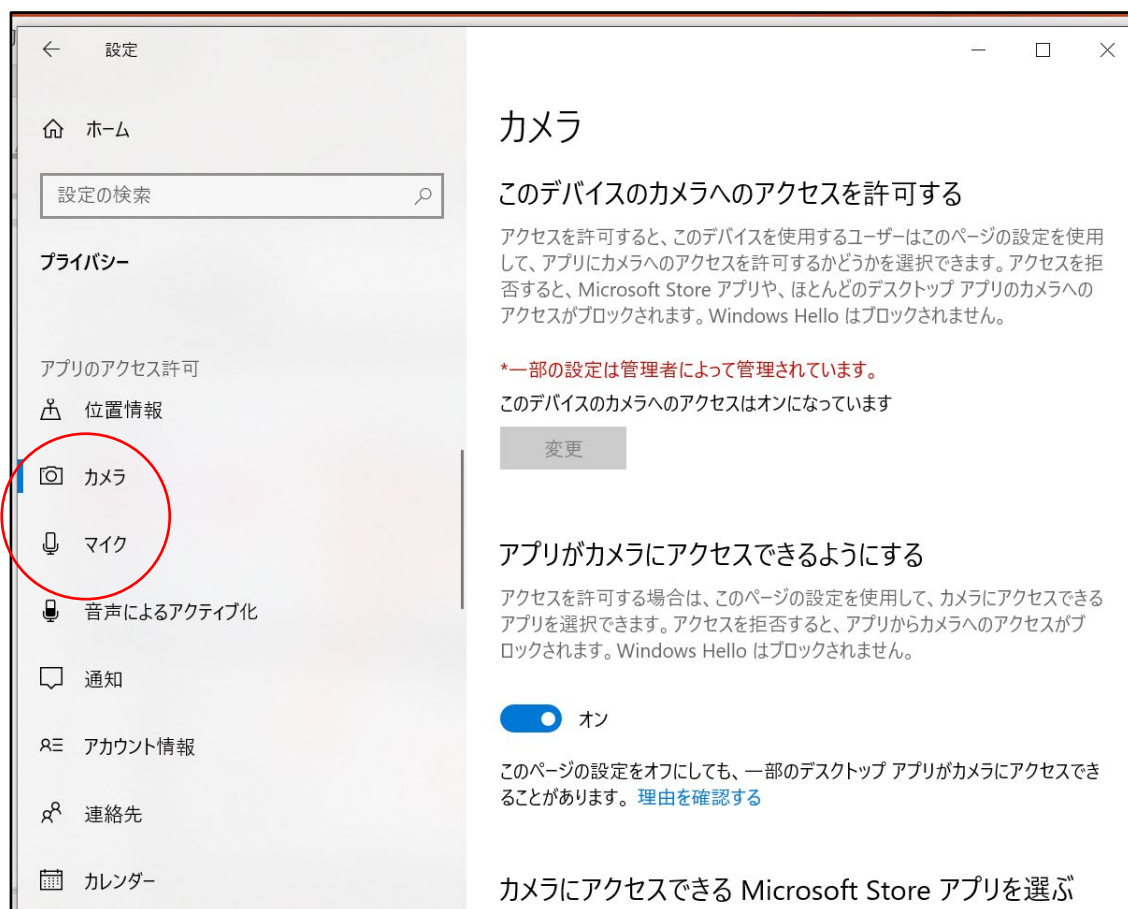 設定
ホーム
設定の検索
プライバシー
アプリのアクセス許可
位置情報
カメラ
マイク
音声によるアクティブ化
通知
アカウント情報
連絡先
カレンダー
カメラ
このデバイスのカメラへのアクセスを許可する
アクセスを許可すると、このデバイスを使用するユーザーはこのページの設定を使用
して、アプリにカメラへのアクセスを許可するかどうかを選択できます。アクセスを拒
否すると、Microsoft Store アプリや、ほとんどのデスクトップ アプリのカメラへの
アクセスがブロックされます。Windows Hello はブロックされません。
*一部の設定は管理者によって管理されています。
このデバイスのカメラへのアクセスはオンになっています
変更
アプリがカメラにアクセスできるようにする
アクセスを許可する場合は、このページの設定を使用して、カメラにアクセスできる
アプリを選択できます。アクセスを拒否すると、アプリからカメラへのアクセスがブ
ロックされます。Windows Hello はブロックされません。
オン
このページの設定をオフにしても、一部のデスクトップ アプリがカメラにアクセスでき
ることがあります。 理由を確認する
カメラにアクセスできる Microsoft Store アプリを選ぶ